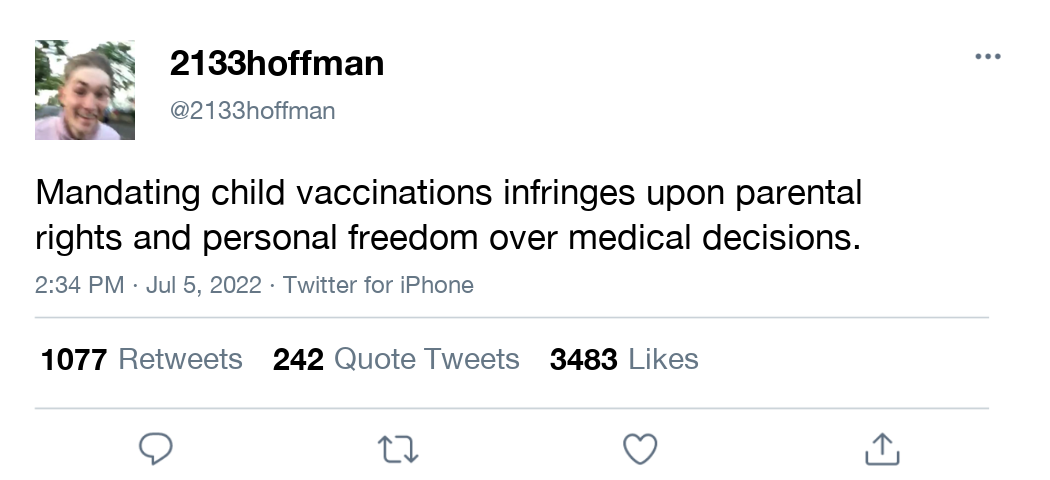 2133hoffman
@2133hoffman
Mandating child vaccinations infringes upon parental
rights and personal freedom over medical decisions.
2:34 PM · Jul 5, 2022 · Twitter for iPhone
1077 Retweets 242 Quote Tweets 3483 Likes